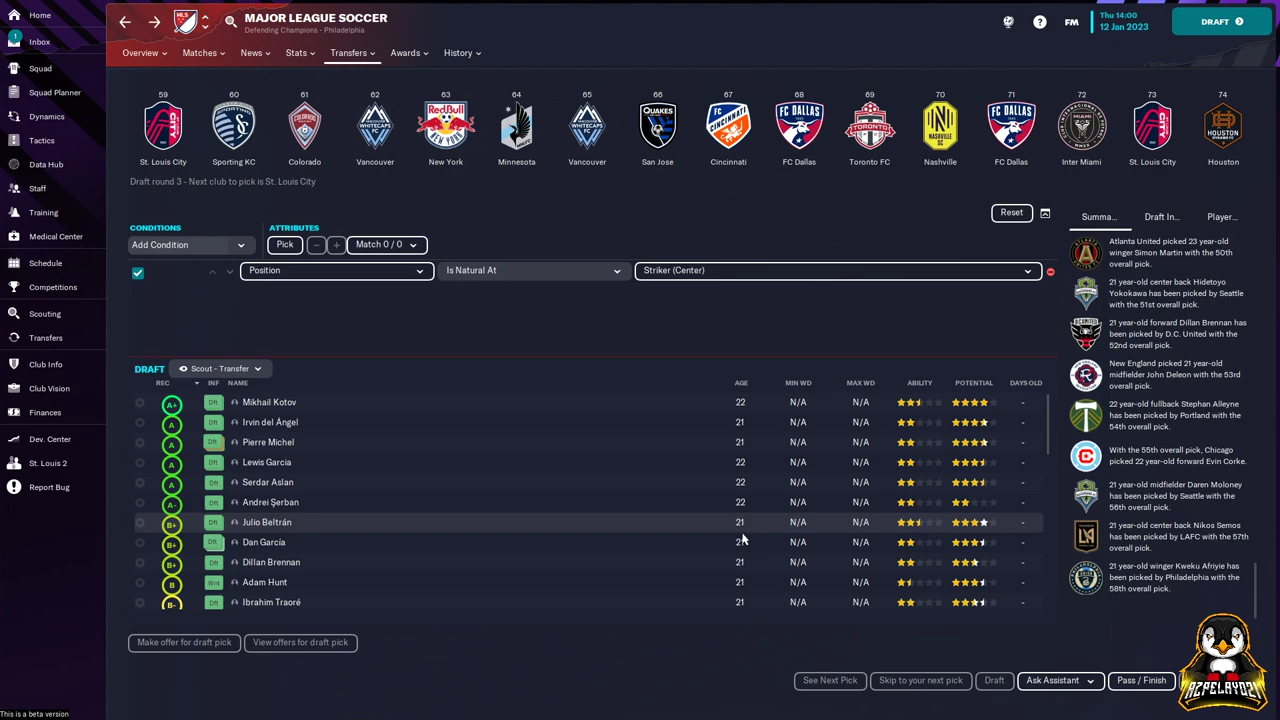 Home
1
Inbox
Squad
Squad Planner
Dynamics
Tactics
Data Hub
Staff
Training
Medical Center
Schedule
Competitions
Scouting
Transfers
Club Info
Club Vision
Finances
Dev. Center
St. Louis 2
Report Bug
This is a beta version
MLS
MAJOR LEAGUE SOCCER
Defending Champions - Philadelphia
?
FM
Thu 14:00
12 Jan 2023
DRAFT
Overview
Matches
News
Stats
Transfers
Awards
History
59 60 61 62 63 64 65 66 67 68 69 70 71 72 73 74
St. Louis City Sporting KC Colorado Vancouver New York Minnesota Vancouver San Jose Cincinnati FC Dallas Toronto FC Nashville FC Dallas Inter Miami St. Louis City Houston
Draft round 3 - Next club to pick is St. Louis City
Reset
CONDITIONS
ATTRIBUTES
Add Condition
Pick
Match 0 / 0
Position
Is Natural At
Striker (Center)
DRAFT
Scout - Transfer
REC INF NAME AGE MIN WD MAX WD ABILITY POTENTIAL DAYS OLD
A+ Dft Mikhail Kotov 22 N/A N/A -
A Dft Irvin del Ángel 21 N/A N/A -
A Dft Pierre Michel 21 N/A N/A -
A Dft Lewis Garcia 22 N/A N/A -
A Dft Serdar Aslan 22 N/A N/A -
A- Dft Andrei Şerban 22 N/A N/A -
B+ Dft Julio Beltrán 21 N/A N/A -
B+ Dft Dan García N/A N/A -
B+ Dft Dillan Brennan 21 N/A N/A -
B Wnt Adam Hunt 21 N/A N/A -
B- Dft Ibrahim Traoré 21 N/A N/A -
Make offer for draft pick
View offers for draft pick
See Next Pick
Skip to your next pick
Draft
Ask Assistant
Pass / Finish
Summa...
Draft In...
Player...
Atlanta United picked 23 year-old
winger Simon Martin with the 50th
overall pick.
21 year-old center back Hidetoyo
Yokokawa has been picked by Seattle
with the 51st overall pick.
21 year-old forward Dillan Brennan
has been picked by D.C. United with the
52nd overall pick.
New England picked 21 year-old
midfielder John Deleon with the 53rd
overall pick.
22 year-old fullback Stephan Alleyne
has been picked by Portland with the
54th overall pick.
With the 55th overall pick, Chicago
picked 22 year-old forward Evin Corke.
21 year-old midfielder Daren Moloney
has been picked by Seattle with the
56th overall pick.
21 year-old center back Nikos Semos
has been picked by LAFC with the 57th
overall pick.
21 year-old winger Kweku Afriyie has
been picked by Philadelphia with the
58th overall pick.